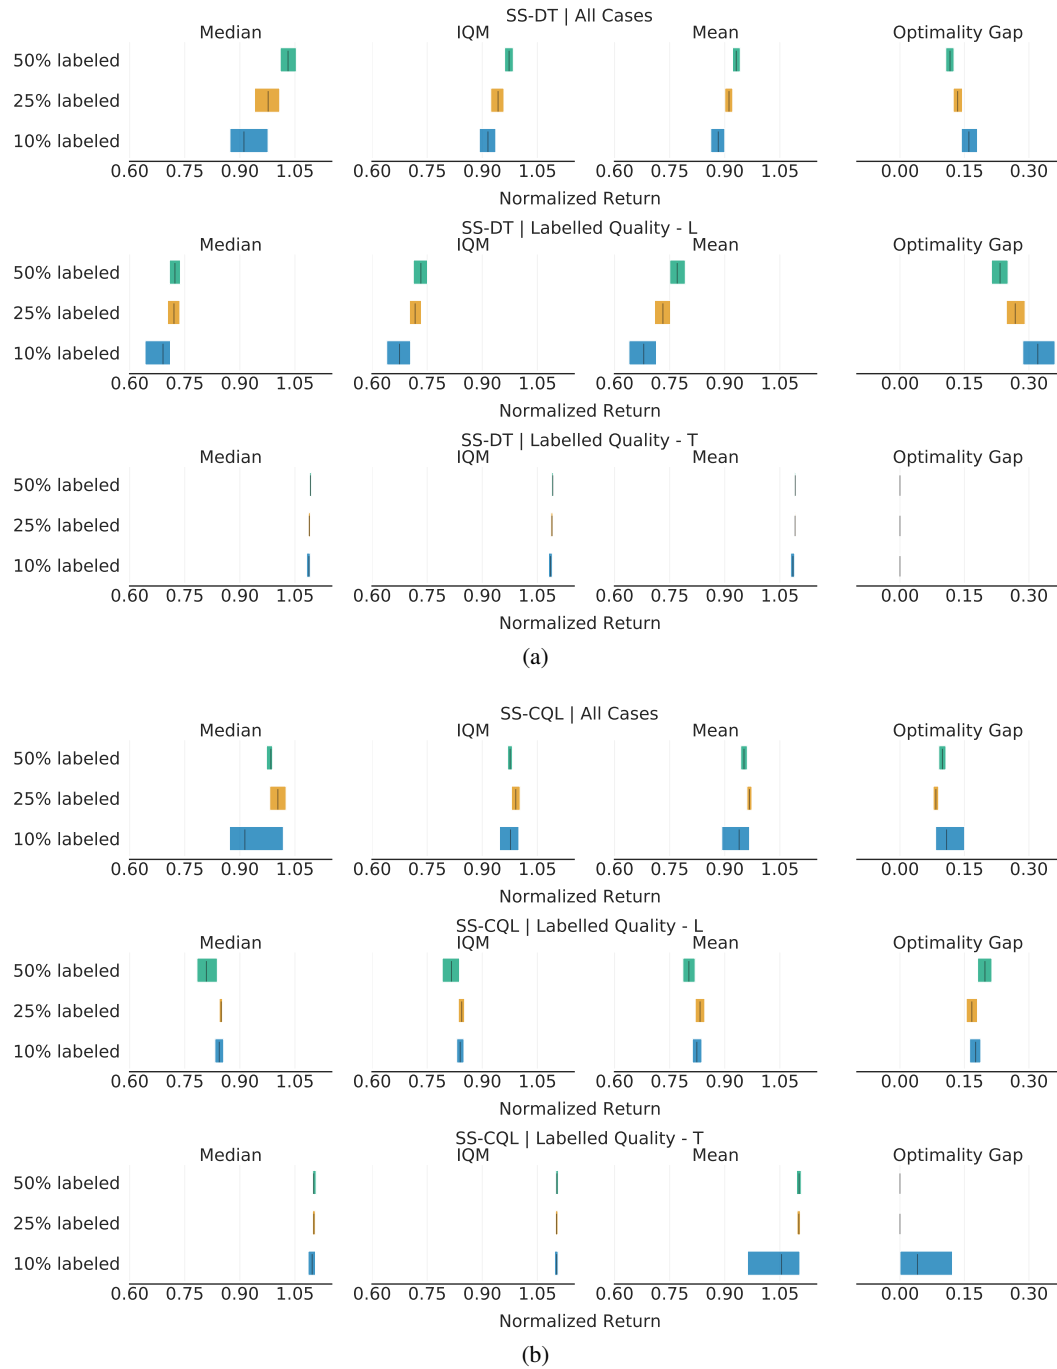 SS-DT | All Cases
Median IQM Mean Optimality Gap
50% labeled
25% labeled
10% labeled
0.60 0.75 0.90 1.05 0.60 0.75 0.90 1.05 0.60 0.75 0.90 1.05 0.00 0.15 0.30
Normalized Return
SS-DT | Labelled Quality - L
Median IQM Mean Optimality Gap
50% labeled
25% labeled
10% labeled
0.60 0.75 0.90 1.05 0.60 0.75 0.90 1.05 0.60 0.75 0.90 1.05 0.00 0.15 0.30
Normalized Return
SS-DT | Labelled Quality - T
Median IQM Mean Optimality Gap
50% labeled
25% labeled
10% labeled
0.60 0.75 0.90 1.05 0.60 0.75 0.90 1.05 0.60 0.75 0.90 1.05 0.00 0.15 0.30
Normalized Return
(a)
SS-CQL | All Cases
Median IQM Mean Optimality Gap
50% labeled
25% labeled
10% labeled
0.60 0.75 0.90 1.05 0.60 0.75 0.90 1.05 0.60 0.75 0.90 1.05 0.00 0.15 0.30
Normalized Return
SS-CQL | Labelled Quality - L
Median IQM Mean Optimality Gap
50% labeled
25% labeled
10% labeled
0.60 0.75 0.90 1.05 0.60 0.75 0.90 1.05 0.60 0.75 0.90 1.05 0.00 0.15 0.30
Normalized Return
SS-CQL | Labelled Quality - T
Median IQM Mean Optimality Gap
50% labeled
25% labeled
10% labeled
0.60 0.75 0.90 1.05 0.60 0.75 0.90 1.05 0.60 0.75 0.90 1.05 0.00 0.15 0.30
Normalized Return
(b)